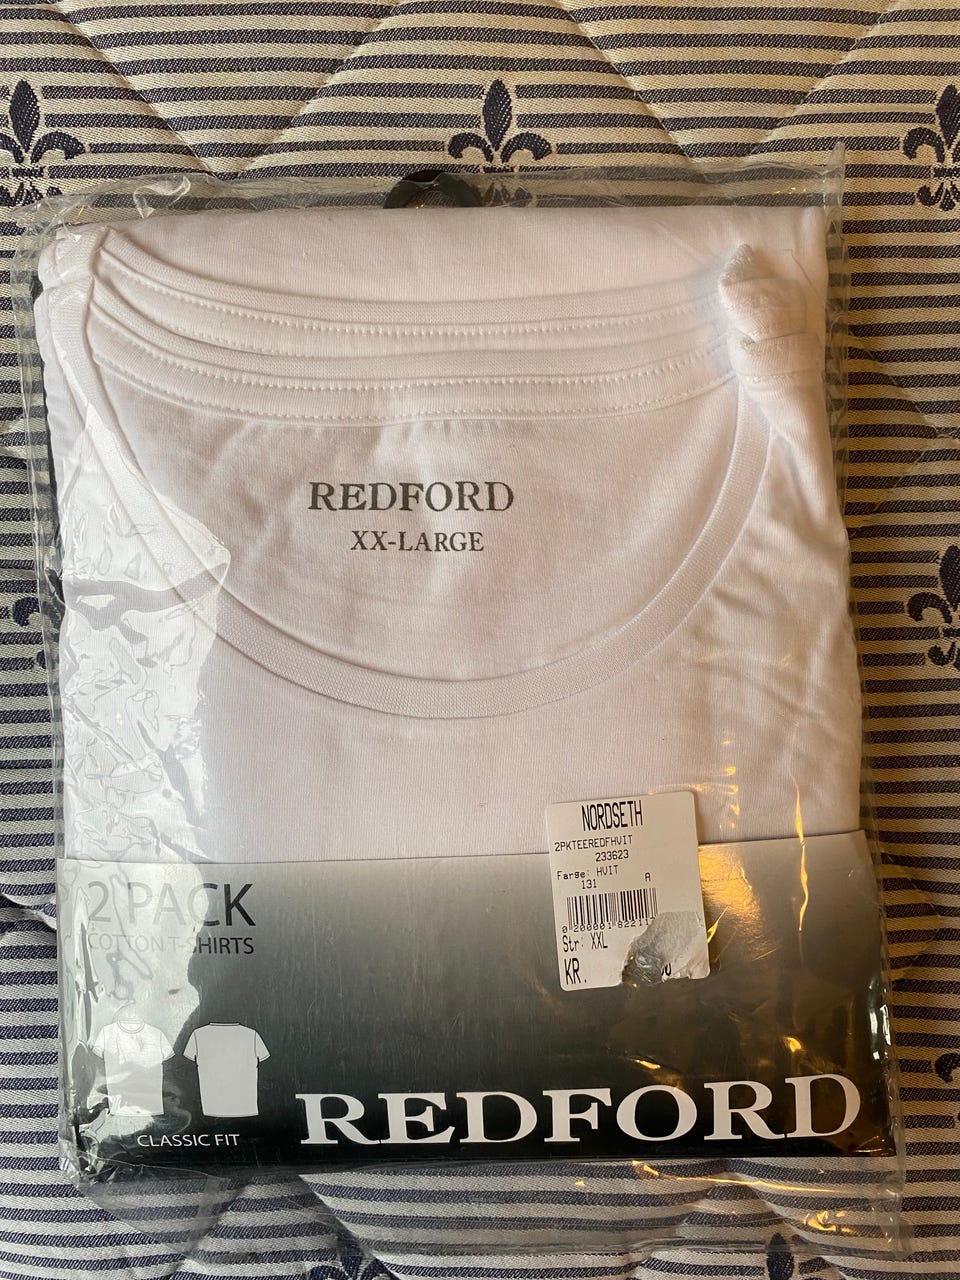 REDFORD
XX-LARGE
NORDSETH
2PKTEEREDFHVIT
233623
Farge: HVIT
131 A
Str: XXL
KR.
2 PACK
COTTON T-SHIRTS
CLASSIC FIT
REDFORD